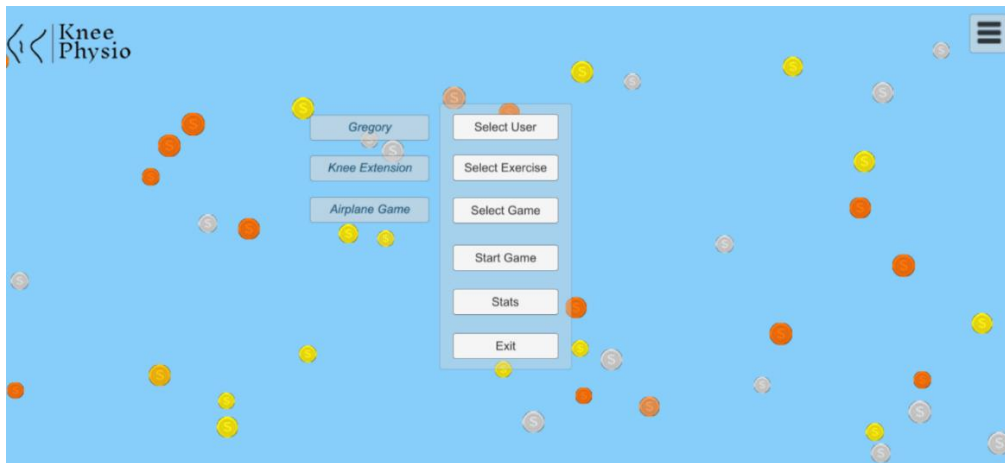 Knee
Physio
Gregory
Select User
Knee Extension
Select Exercise
Airplane Game
Select Game
Start Game
Stats
Exit